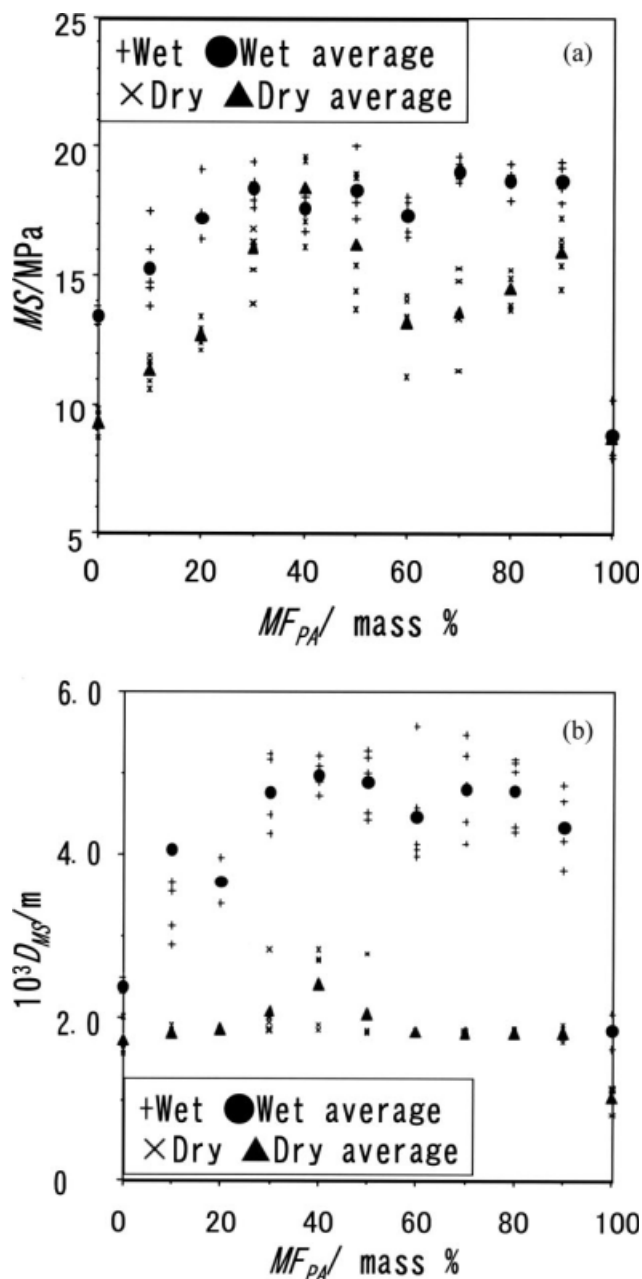 25
+Wet ●Wet average
×Dry ▲Dry average
(a)
20
15
10
5
MS/MPa
0 20 40 60 80 100
MF_PA/ mass %
6.0
(b)
4.0
2.0
0
10³D_MS/m
+Wet ●Wet average
×Dry ▲Dry average
0 20 40 60 80 100
MF_PA/ mass %